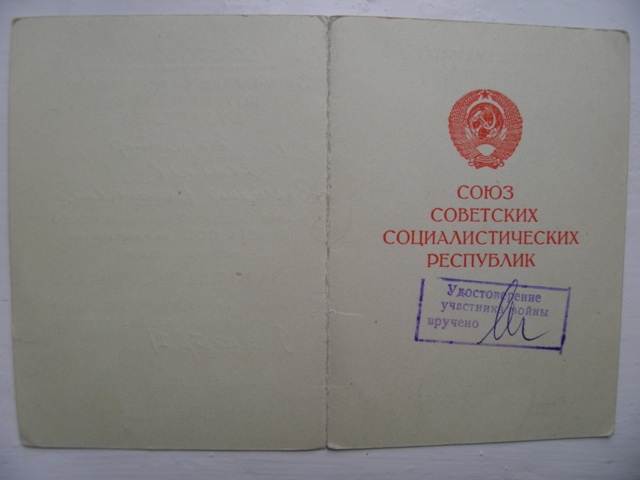 СОЮЗ
СОВЕТСКИХ
СОЦИАЛИСТИЧЕСКИХ
РЕСПУБЛИК
Удостоверение
участника войны
вручено